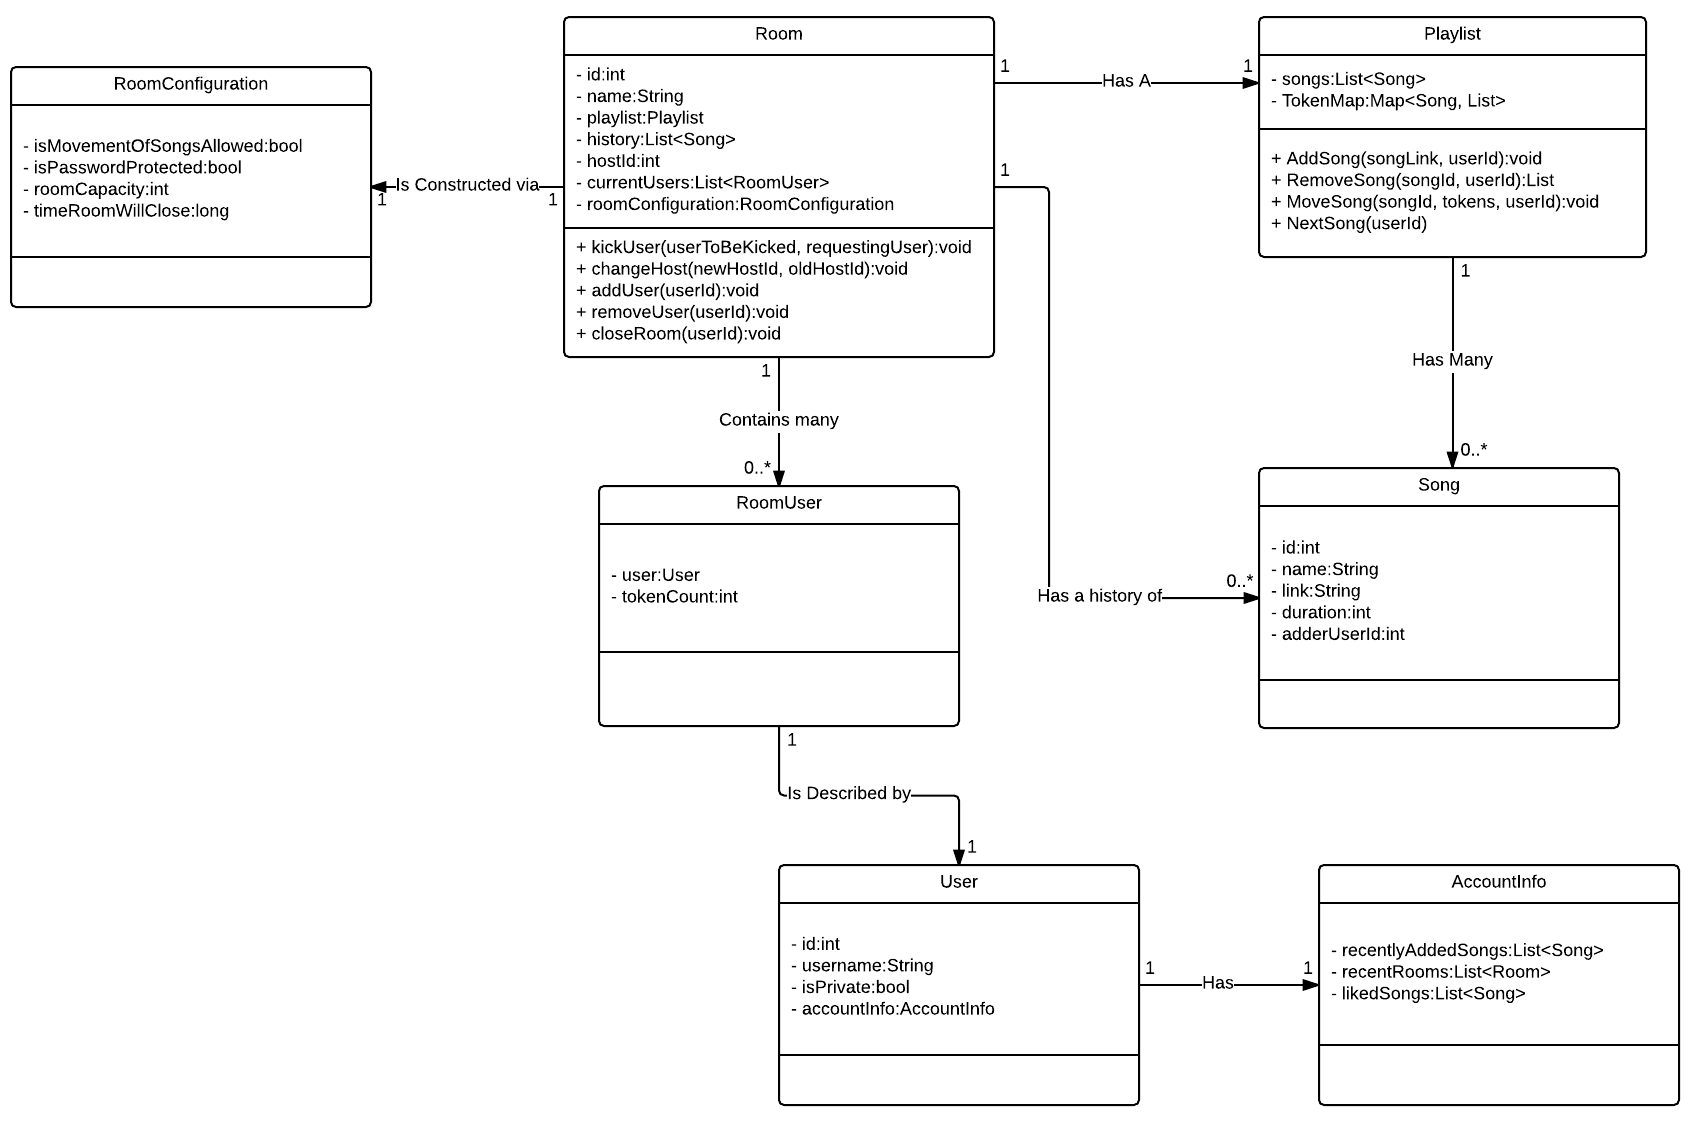 Room
- id:int
- name:String
- playlist:Playlist
- history:List<Song>
- hostId:int
- currentUsers:List<RoomUser>
- roomConfiguration:RoomConfiguration
+ kickUser(userToBeKicked, requestingUser):void
+ changeHost(newHostId, oldHostId):void
+ addUser(userId):void
+ removeUser(userId):void
+ closeRoom(userId):void
Playlist
- songs:List<Song>
- TokenMap:Map<Song, List>
+ AddSong(songLink, userId):void
+ RemoveSong(songId, userId):List
+ MoveSong(songId, tokens, userId):void
+ NextSong(userId)
RoomConfiguration
- isMovementOfSongsAllowed:bool
- isPasswordProtected:bool
- roomCapacity:int
- timeRoomWillClose:long
1
Is Constructed via
1
1
Has A
1
1
Has a history of
0..*
1
Contains many
0..*
1
Has Many
0..*
RoomUser
- user:User
- tokenCount:int
Song
- id:int
- name:String
- link:String
- duration:int
- adderUserId:int
1
Is Described by
1
User
- id:int
- username:String
- isPrivate:bool
- accountInfo:AccountInfo
1
Has
1
AccountInfo
- recentlyAddedSongs:List<Song>
- recentRooms:List<Room>
- likedSongs:List<Song>